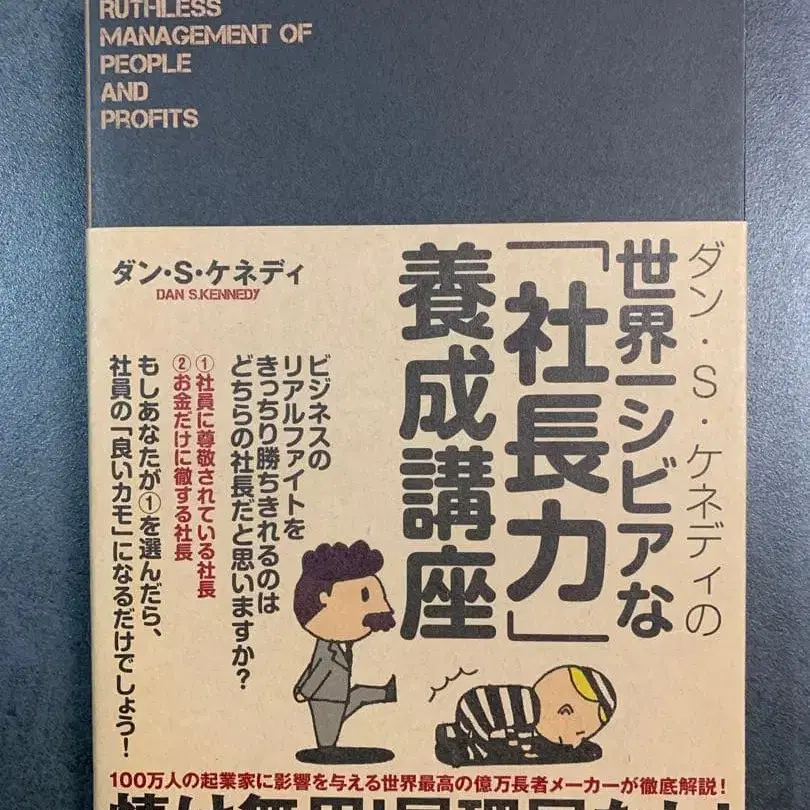 RUTHLESS
MANAGEMENT OF
PEOPLE
AND
PROFITS
ダン・S・ケネディの
世界一シビアな
「社長力」
養成講座
ダン・S・ケネディ
DAN S.KENNEDY
ビジネスの
リアルファイトを
きっちり勝ちきれるのは
どちらの社長だと思いますか?
①社員に尊敬されている社長
②お金だけに徹する社長
もしあなたが①を選んだら、
社員の「良いカモ」になるだけでしょう!
100万人の起業家に影響を与える世界最高の億万長者メーカーが徹底解説!